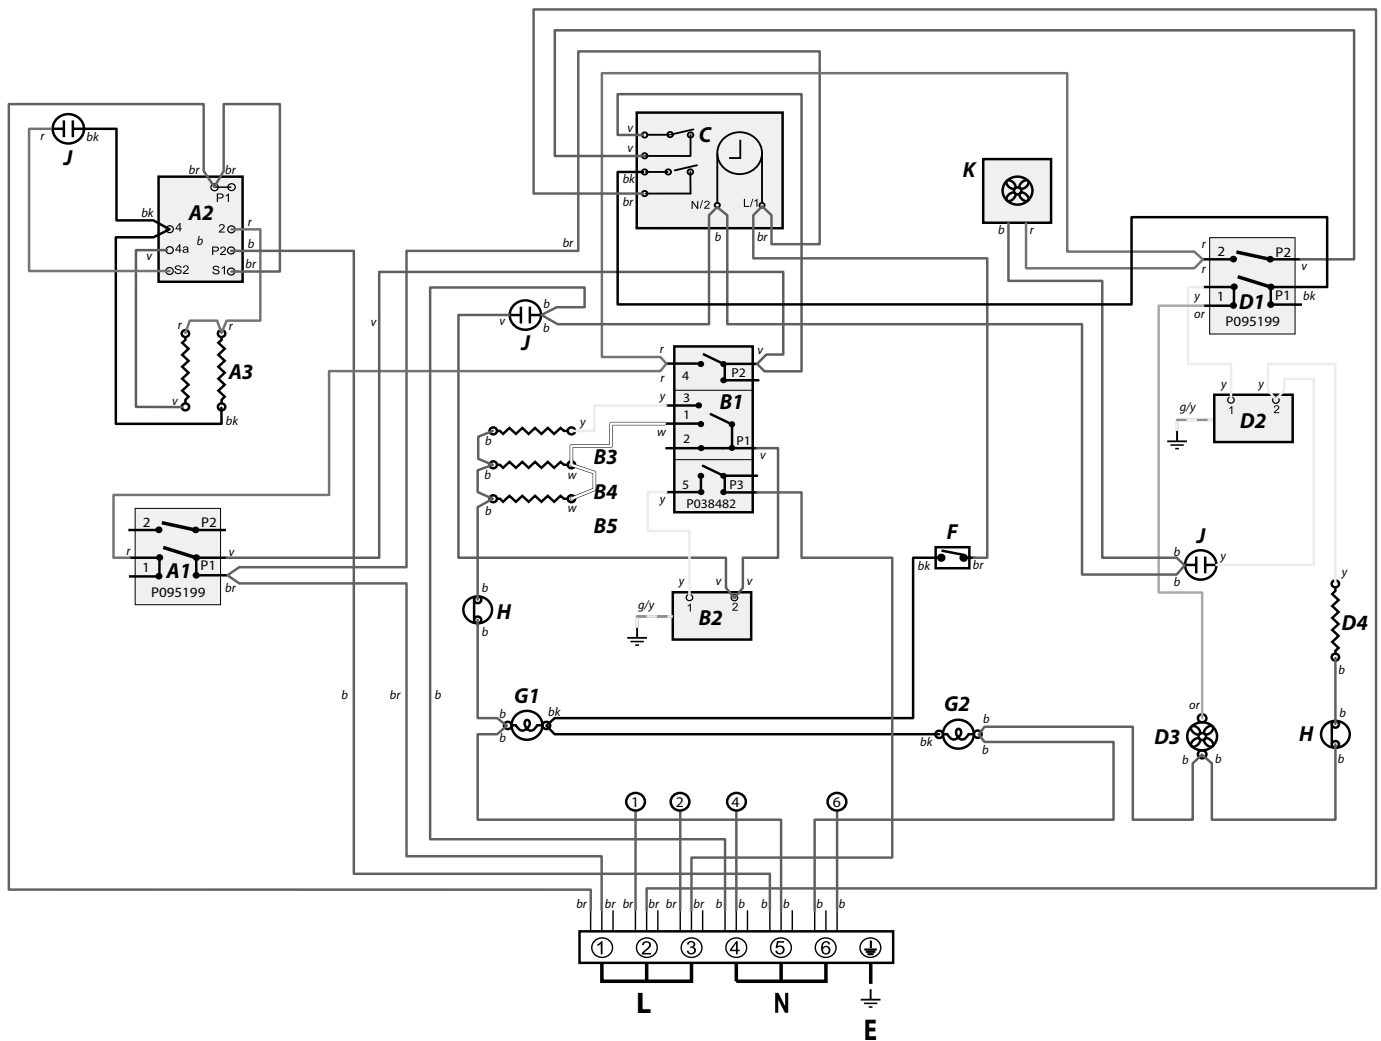 J
r
bk
br
br
P1
A2
bk
4
2
r
b
4a
P2
b
v
S2
S1
br
r
r
A3
v
bk
C
v
v
bk
br
N/2
L/1
b
br
br
K
b
r
r
r
2
P2
v
y
or
1
D1
P1
bk
P095199
v
b
v
b
J
r
r
4
P2
v
v
B1
y
3
1
w
2
P1
v
5
P3
y
P038482
b
y
b
w
b
w
B3
B4
B5
y
y
g/y
1
2
D2
2
P2
r
v
1
A1
P1
br
P095199
F
bk
br
J
b
y
b
y
v
v
g/y
1
2
B2
b
H
b
y
D4
b
b
br
b
G1
b
bk
b
G2
b
bk
b
or
D3
b
b
b
H
b
1
2
4
6
br
br
br
br
br
br
b
b
b
b
b
b
1
2
3
4
5
6
L
N
E